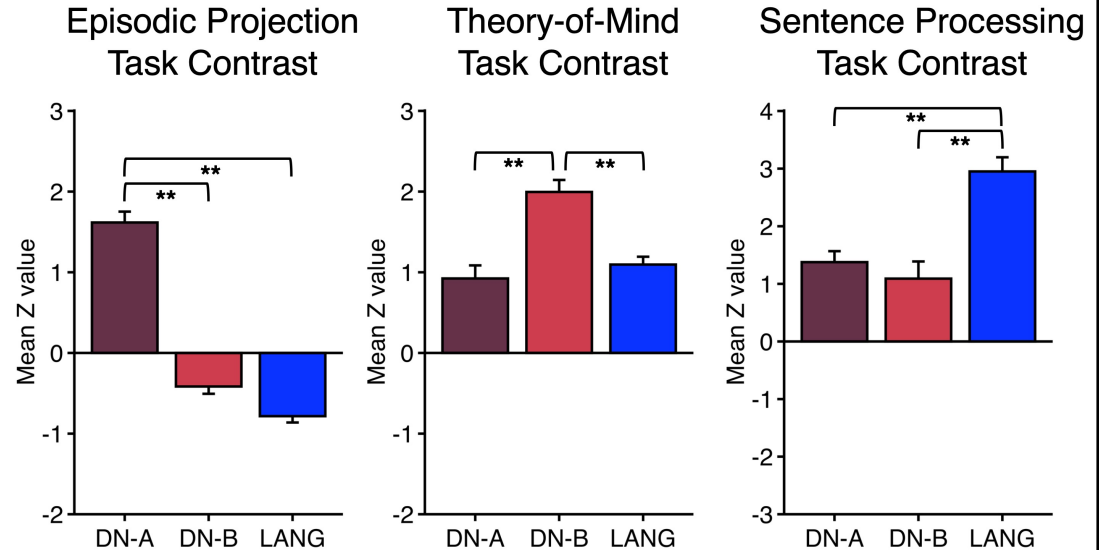 Episodic Projection
Task Contrast
Theory-of-Mind
Task Contrast
Sentence Processing
Task Contrast
Mean Z value
3
2
1
0
-1
-2
**
**
DN-A DN-B LANG
Mean Z value
3
2
1
0
-1
-2
** **
DN-A DN-B LANG
Mean Z value
4
3
2
1
0
-1
-2
-3
**
**
DN-A DN-B LANG